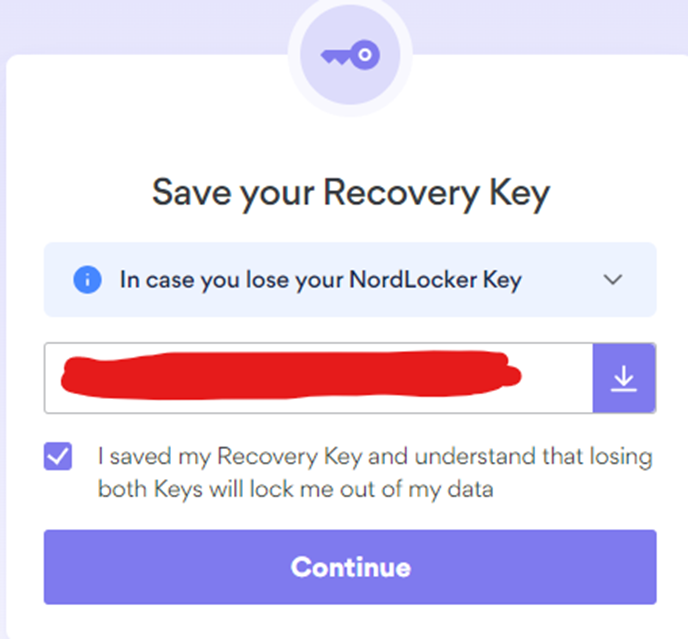 Save your Recovery Key
In case you lose your NordLocker Key
I saved my Recovery Key and understand that losing
both Keys will lock me out of my data
Continue